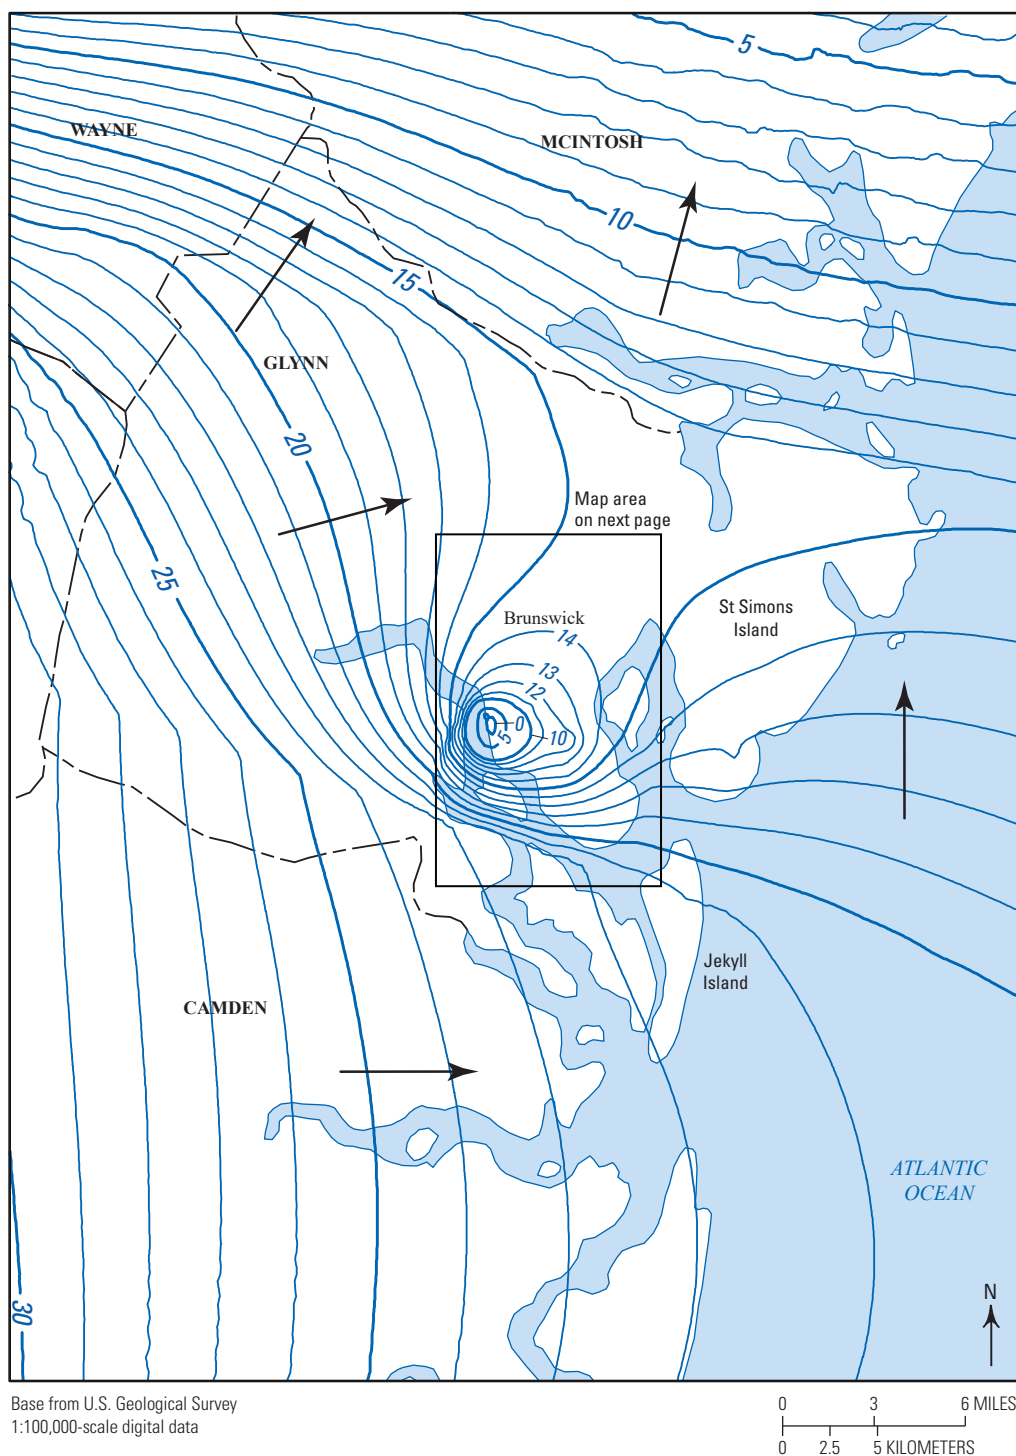 5
WAYNE
MCINTOSH
10
15
GLYNN
20
Map area
on next page
25
Brunswick
St Simons
Island
14
13
12
0
5
10
Jekyll
Island
CAMDEN
ATLANTIC
OCEAN
30
N
Base from U.S. Geological Survey
1:100,000-scale digital data
0 3 6 MILES
0 2.5 5 KILOMETERS